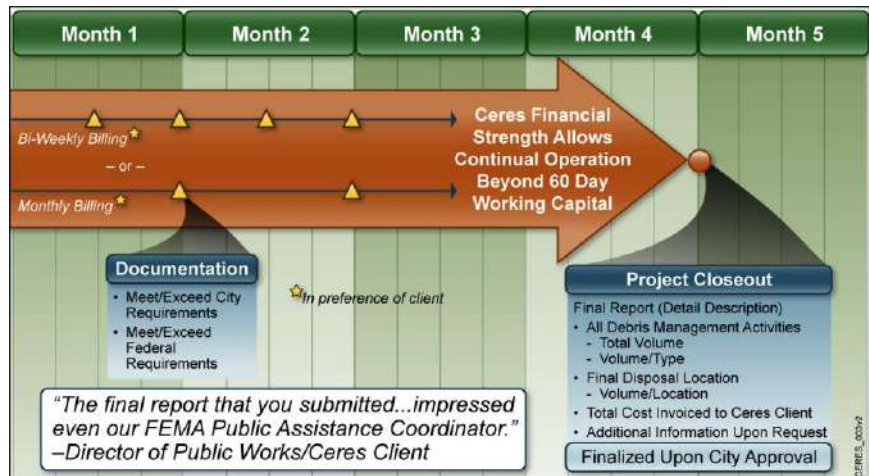 Month 1
Month 2
Month 3
Month 4
Month 5
Bi-Weekly Billing
– or –
Monthly Billing
Ceres Financial
Strength Allows
Continual Operation
Beyond 60 Day
Working Capital
Documentation
• Meet/Exceed City
Requirements
• Meet/Exceed
Federal
Requirements
In preference of client
Project Closeout
Final Report (Detail Description)
• All Debris Management Activities
- Total Volume
- Volume/Type
• Final Disposal Location
- Volume/Location
• Total Cost Invoiced to Ceres Client
• Additional Information Upon Request
Finalized Upon City Approval
"The final report that you submitted...impressed
even our FEMA Public Assistance Coordinator."
–Director of Public Works/Ceres Client
CERES_003v2